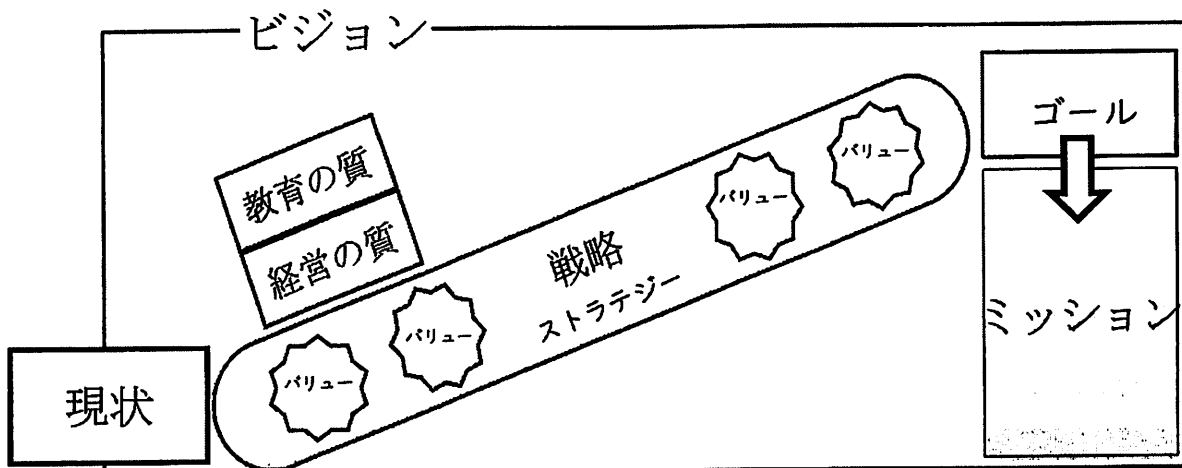 ビジョン
ゴール
バリュー
バリュー
教育の質
経営の質
戦略
ストラテジー
ミッション
バリュー
バリュー
現状